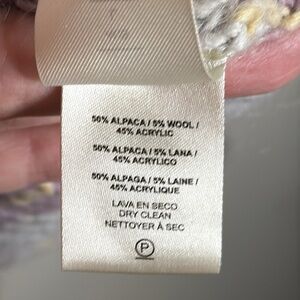 50% ALPACA / 5% WOOL /
45% ACRYLIC
50% ALPACA / 5% LANA /
45% ACRYLICO
50% ALPAGA / 5% LAINE /
45% ACRYLIQUE
LAVA EN SECO
DRY CLEAN
NETTOYER À SEC
P